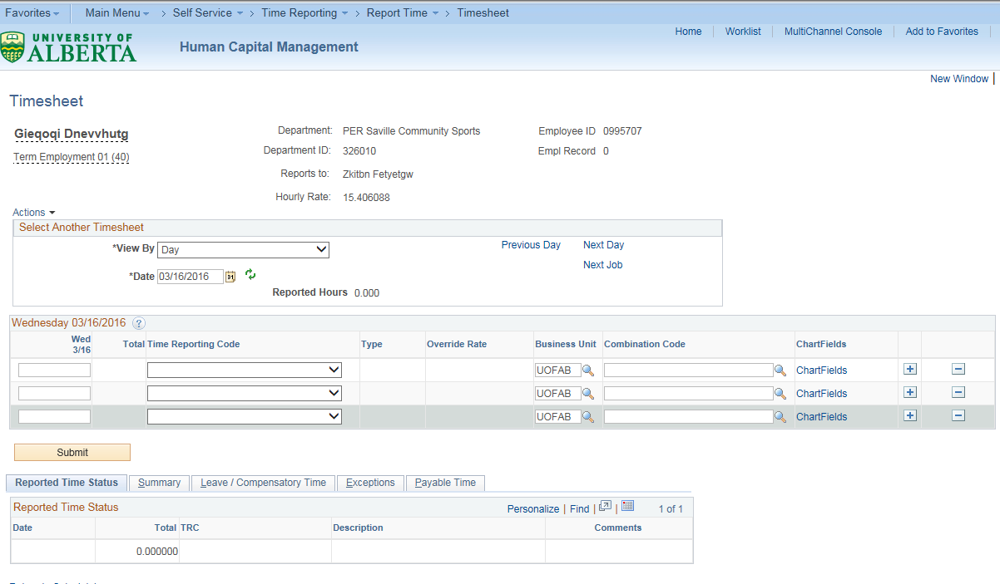 Favorites Main Menu > Self Service > Time Reporting > Report Time > Timesheet
UNIVERSITY OF
ALBERTA
Human Capital Management
Home Worklist MultiChannel Console Add to Favorites
New Window
Timesheet
Gieqoqi Dnevvhutg
Term Employment 01 (40)
Department: PER Saville Community Sports
Employee ID 0995707
Department ID: 326010
Empl Record 0
Reports to: Zkitbn Fetyetgw
Hourly Rate: 15.406088
Actions
Select Another Timesheet
*View By Day
Previous Day Next Day
Next Job
*Date 03/16/2016 31
Reported Hours 0.000
Wednesday 03/16/2016 ?
Wed
3/16
Total Time Reporting Code Type Override Rate Business Unit Combination Code ChartFields
UOFAB ChartFields + -
UOFAB ChartFields + -
UOFAB ChartFields + -
Submit
Reported Time Status Summary Leave / Compensatory Time Exceptions Payable Time
Reported Time Status Personalize | Find | | 1 of 1
Date Total TRC Description Comments
0.000000